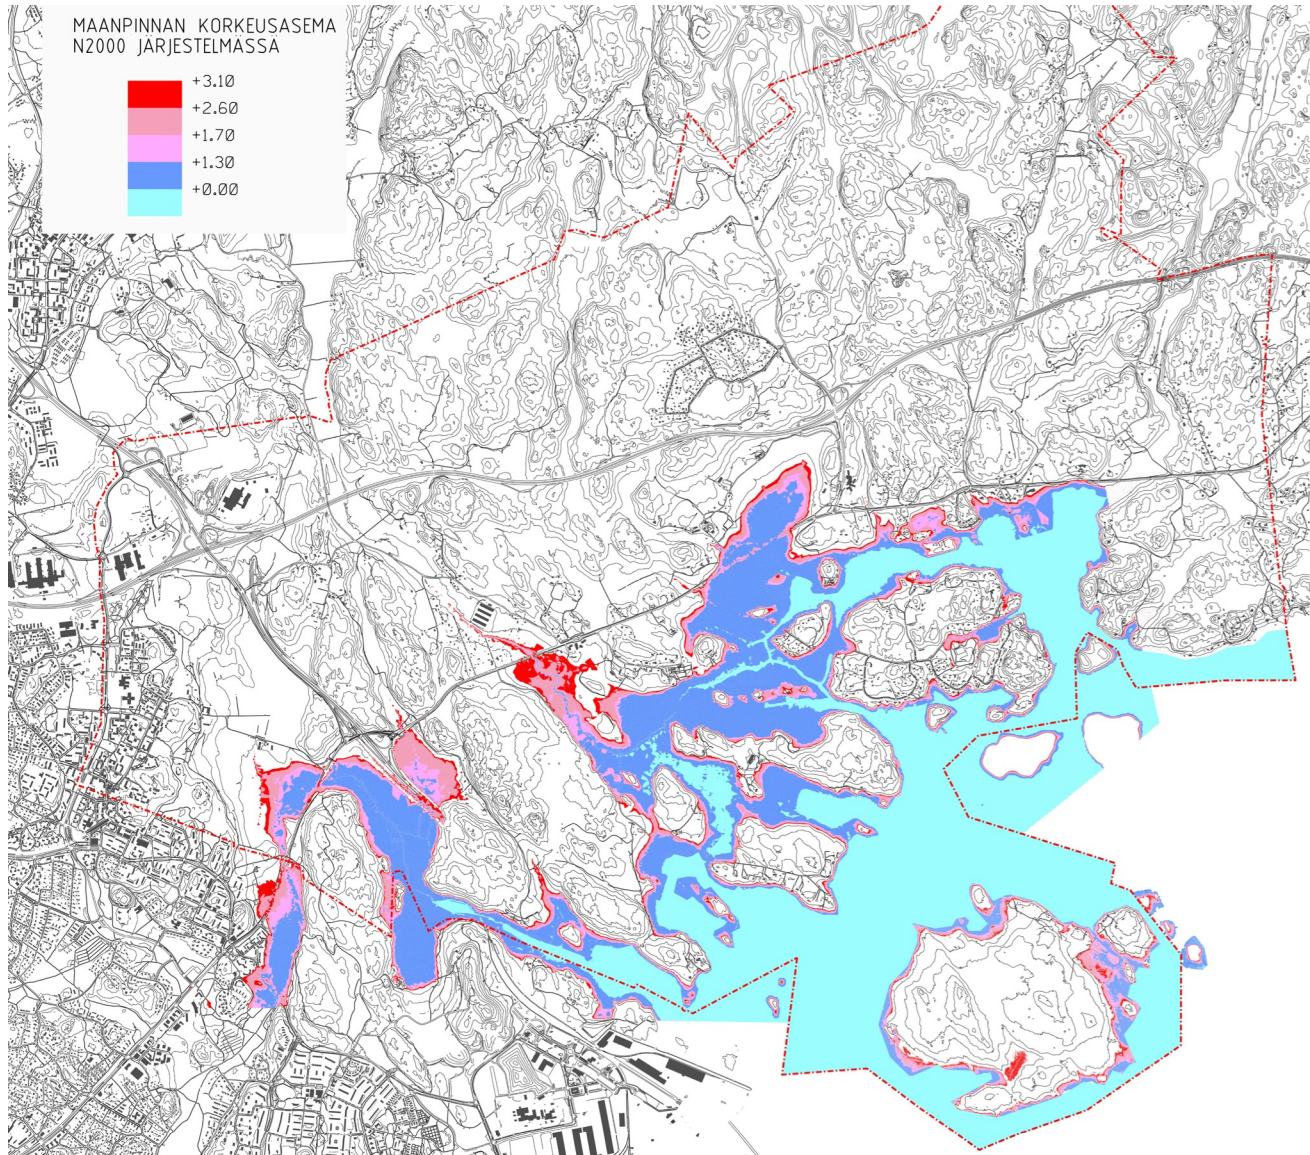 MAANPINNAN KORKEUSASEMA
N2000 JÄRJESTELMÄSSÄ
+3.10
+2.60
+1.70
+1.30
+0.00